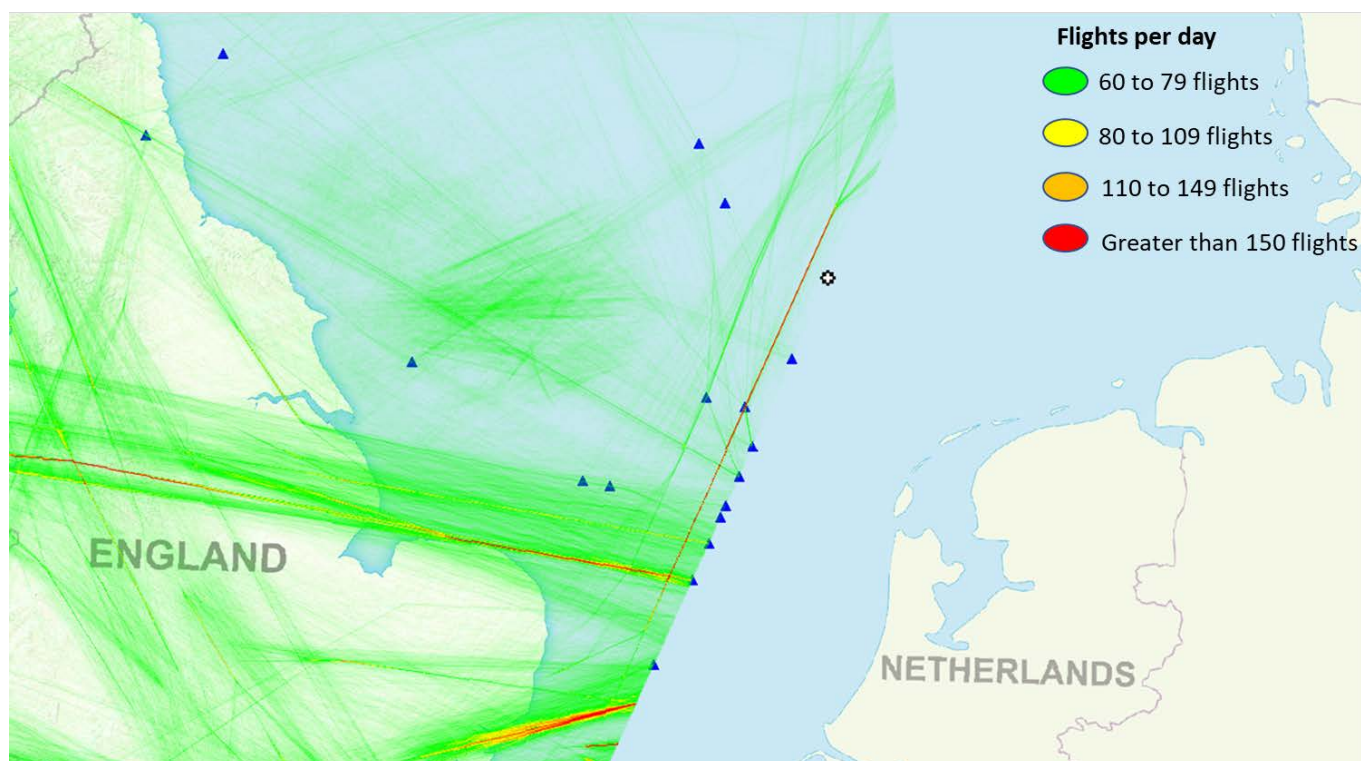 Flights per day
60 to 79 flights
80 to 109 flights
110 to 149 flights
Greater than 150 flights
ENGLAND
NETHERLANDS